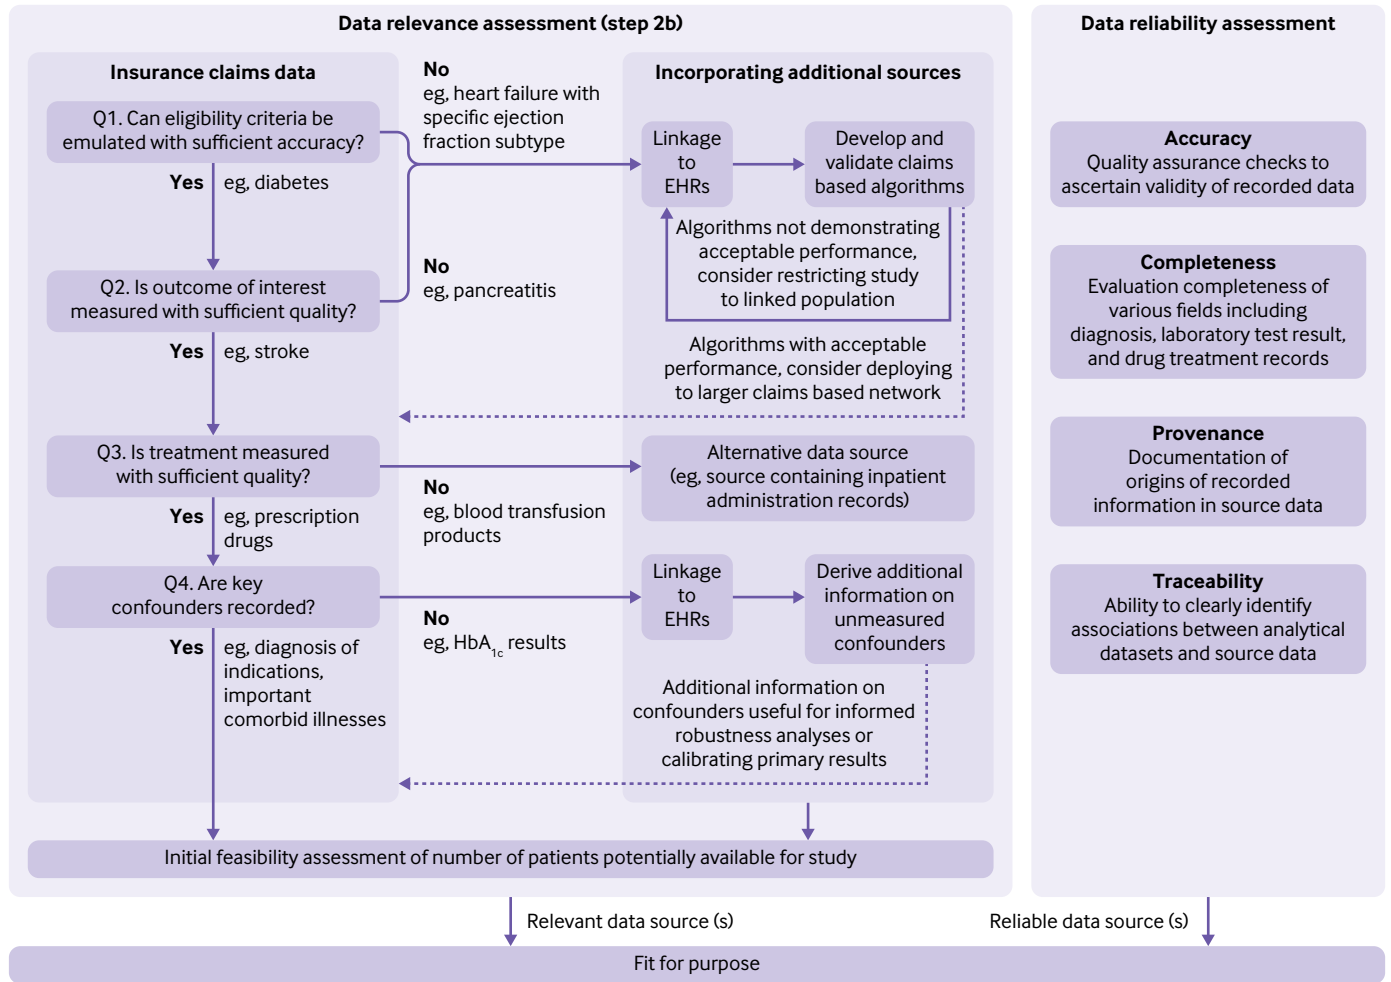 Data relevance assessment (step 2b)
Insurance claims data
Q1. Can eligibility criteria be
emulated with sufficient accuracy?
Yes
eg, diabetes
No
eg, heart failure with
specific ejection
fraction subtype
Q2. Is outcome of interest
measured with sufficient quality?
Yes
eg, stroke
No
eg, pancreatitis
Q3. Is treatment measured
with sufficient quality?
Yes
eg, prescription
drugs
No
eg, blood transfusion
products
Q4. Are key
confounders recorded?
Yes
eg, diagnosis of
indications,
important
comorbid illnesses
No
eg, HbA1c results
Incorporating additional sources
Linkage
to
EHRs
Develop and
validate claims
based algorithms
Algorithms not demonstrating
acceptable performance,
consider restricting study
to linked population
Algorithms with acceptable
performance, consider deploying
to larger claims based network
Alternative data source
(eg, source containing inpatient
administration records)
Linkage
to
EHRs
Derive additional
information on
unmeasured
confounders
Additional information on
confounders useful for informed
robustness analyses or
calibrating primary results
Initial feasibility assessment of number of patients potentially available for study
Data reliability assessment
Accuracy
Quality assurance checks to
ascertain validity of recorded data
Completeness
Evaluation completeness of
various fields including
diagnosis, laboratory test result,
and drug treatment records
Provenance
Documentation of
origins of recorded
information in source data
Traceability
Ability to clearly identify
associations between analytical
datasets and source data
Relevant data source (s)
Reliable data source (s)
Fit for purpose